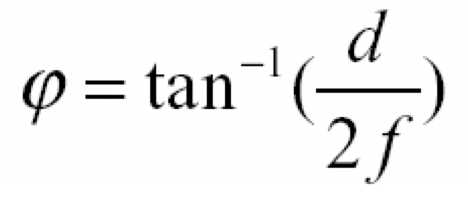 φ = tan⁻¹(d/2f)